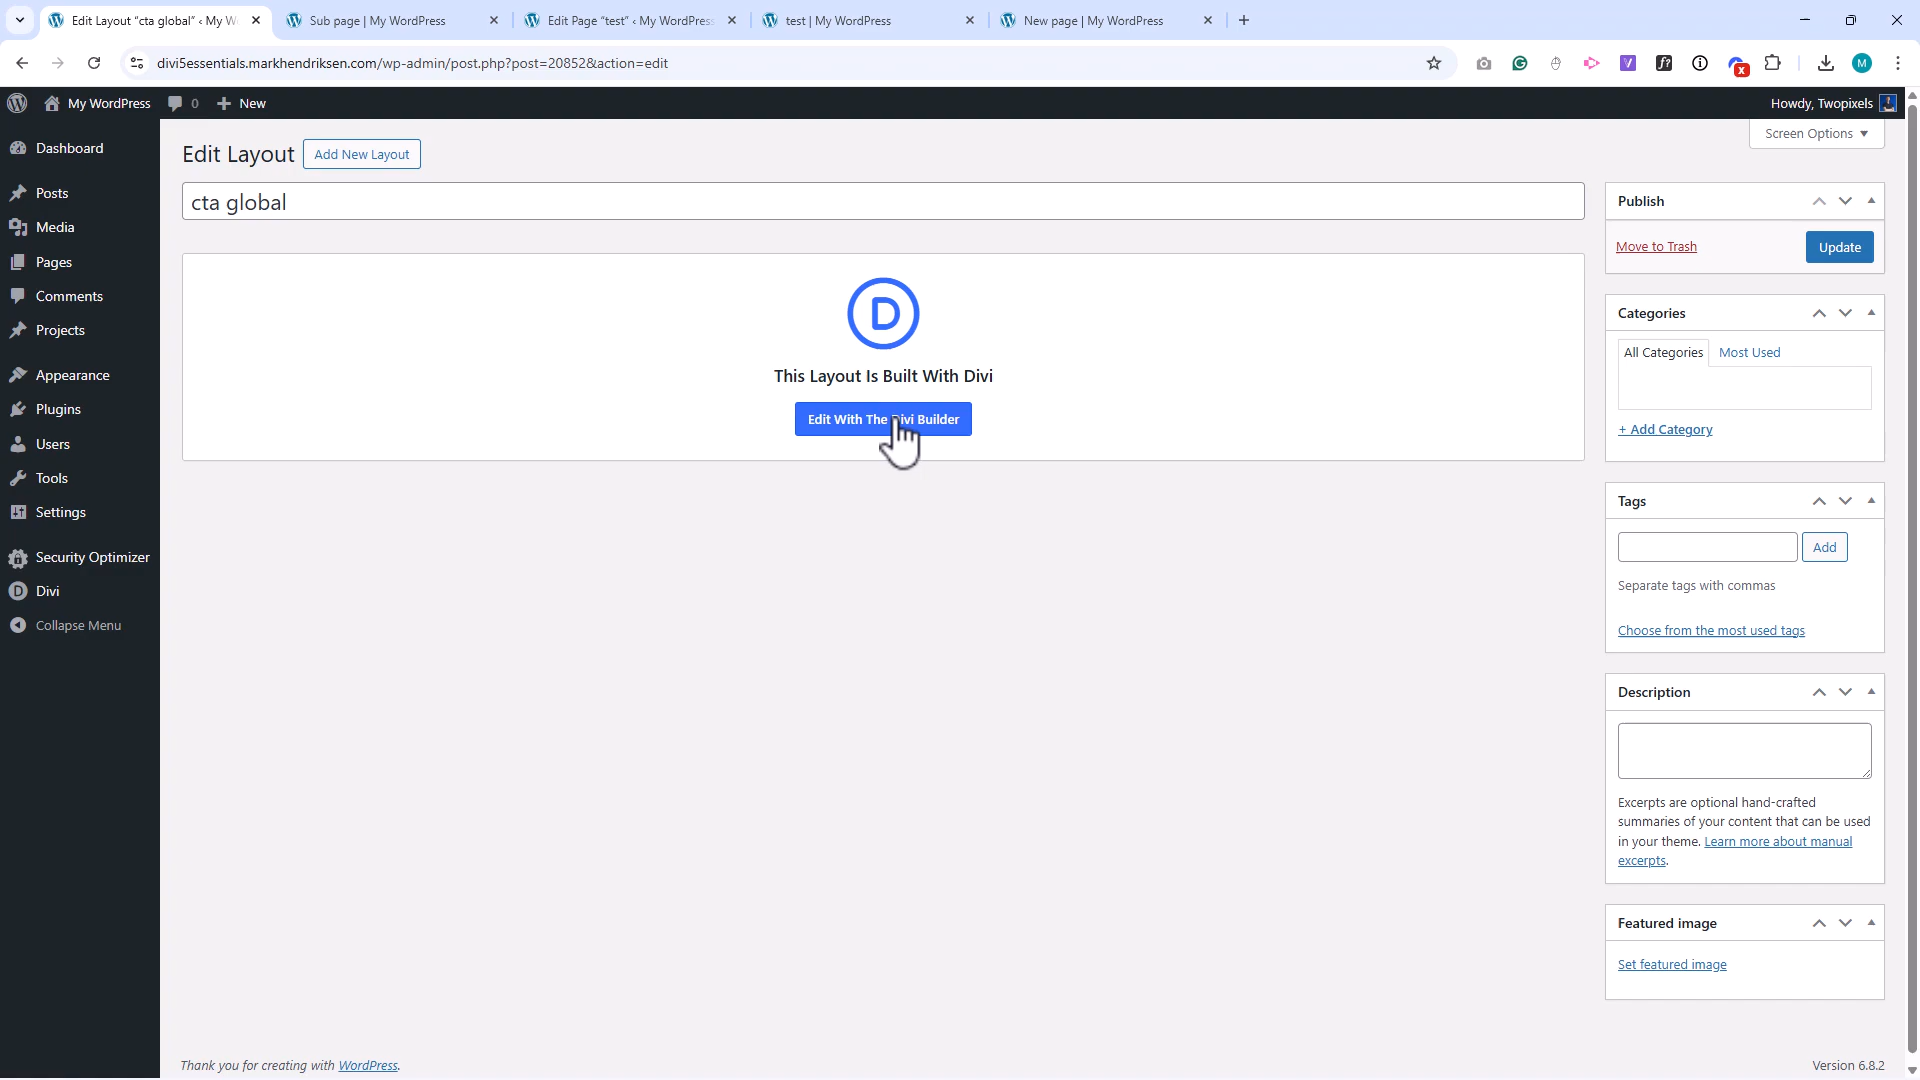 Edit Layout “cta global” ‹ My W
Sub page | My WordPress
Edit Page “test” ‹ My WordPress
test | My WordPress
New page | My WordPress
divi5essentials.markhendriksen.com/wp-admin/post.php?post=20852&action=edit
My WordPress
0
New
Howdy, Twopixels
Dashboard
Posts
Media
Pages
Comments
Projects
Appearance
Plugins
Users
Tools
Settings
Security Optimizer
Divi
Collapse Menu
Screen Options
Edit Layout
Add New Layout
cta global
This Layout Is Built With Divi
Edit With The Divi Builder
Publish
Move to Trash
Update
Categories
All Categories
Most Used
+ Add Category
Tags
Add
Separate tags with commas
Choose from the most used tags
Description
Excerpts are optional hand-crafted
summaries of your content that can be used
in your theme. Learn more about manual
excerpts.
Featured image
Set featured image
Thank you for creating with WordPress.
Version 6.8.2